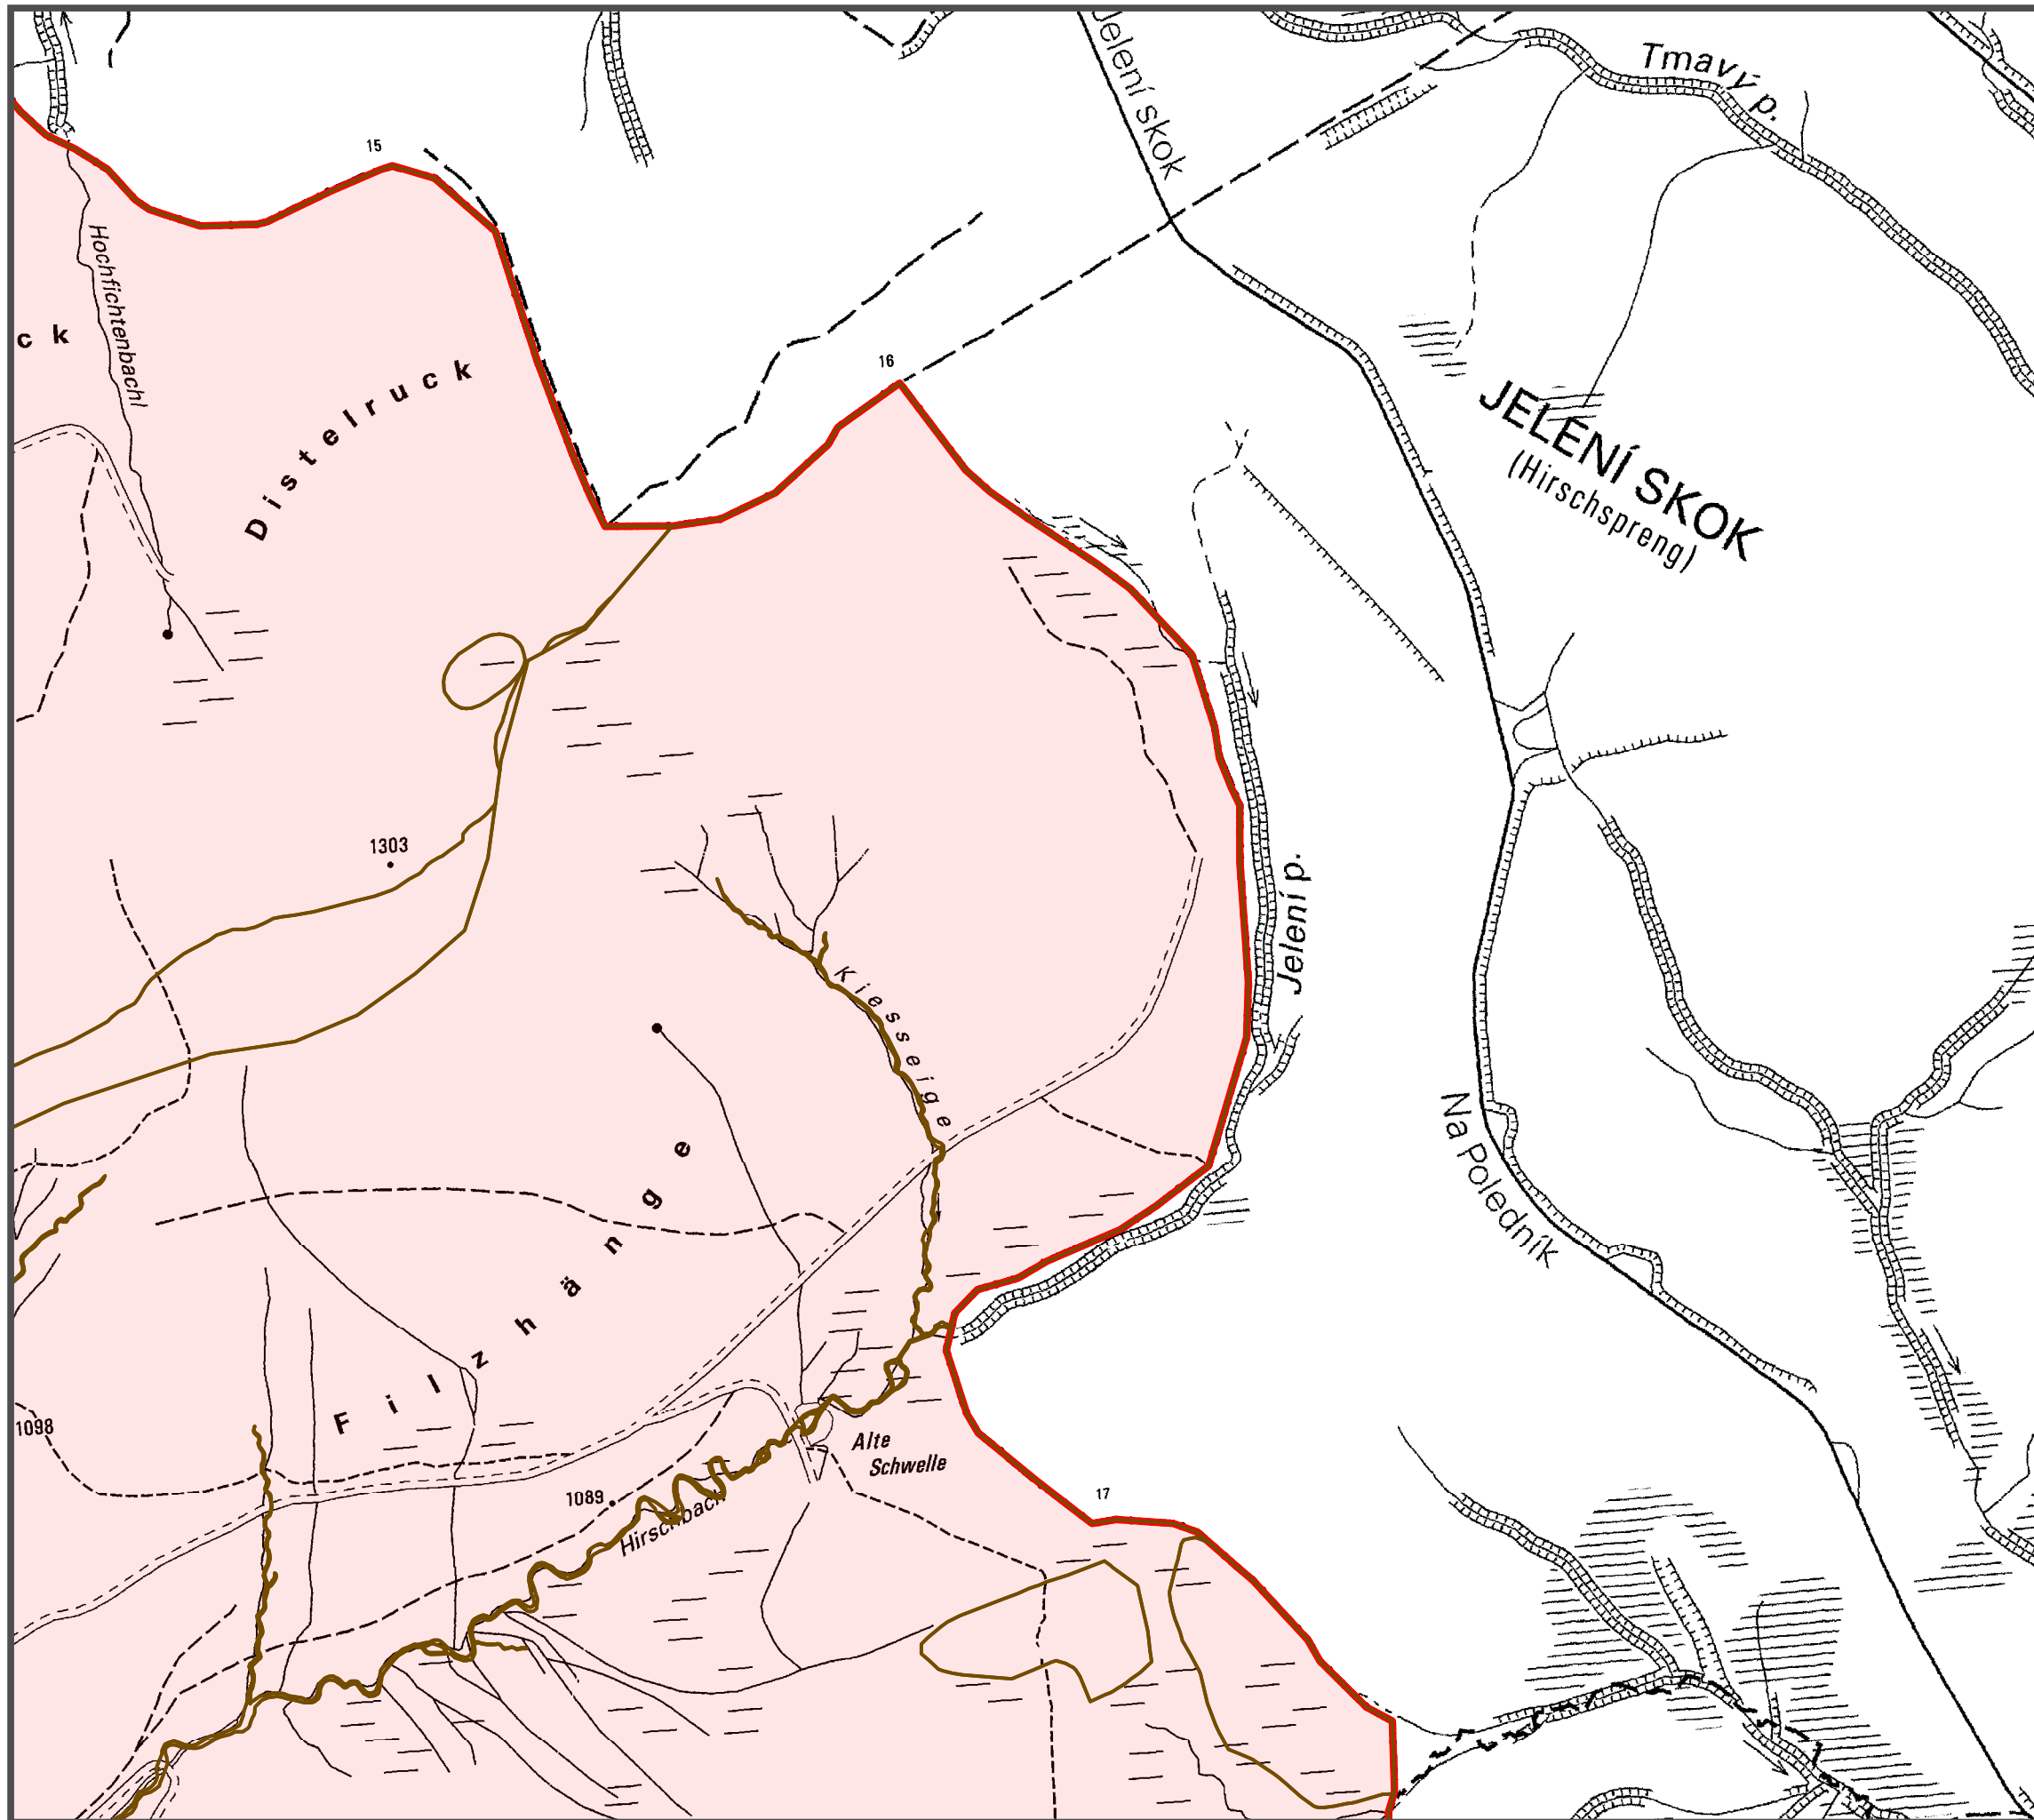 Jelení skok
Tmavý p.
15
Hochfichtenbachl
ck
Distelruck
16
JELENÍ SKOK
(Hirschspreng)
1303
Jelení p.
Kiesseige
Na Poledník
Filzhänge
1098
Alte
Schwelle
1089
Hirschbach
17